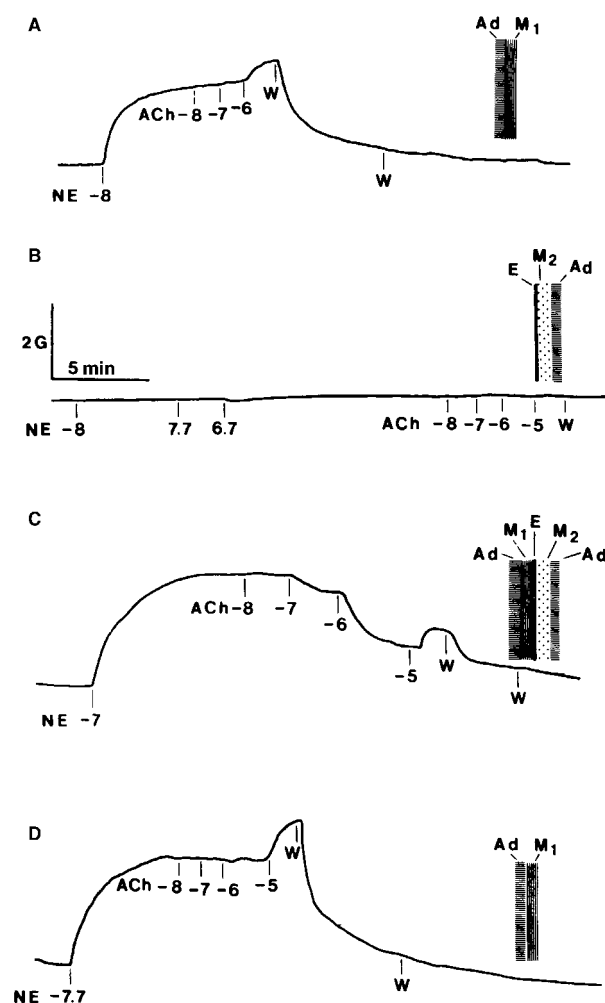 A
Ad M1
ACh-8 -7 -6 W
W
NE -8
B
M2
E Ad
2G
5 min
NE -8 7.7 6.7 ACh -8 -7 -6 -5 W
C
E
M1 M2
Ad Ad
ACh-8 -7
-6
-5 W
W
NE -7
D
Ad M1
W
ACh-8 -7 -6 -5
W
NE -7.7